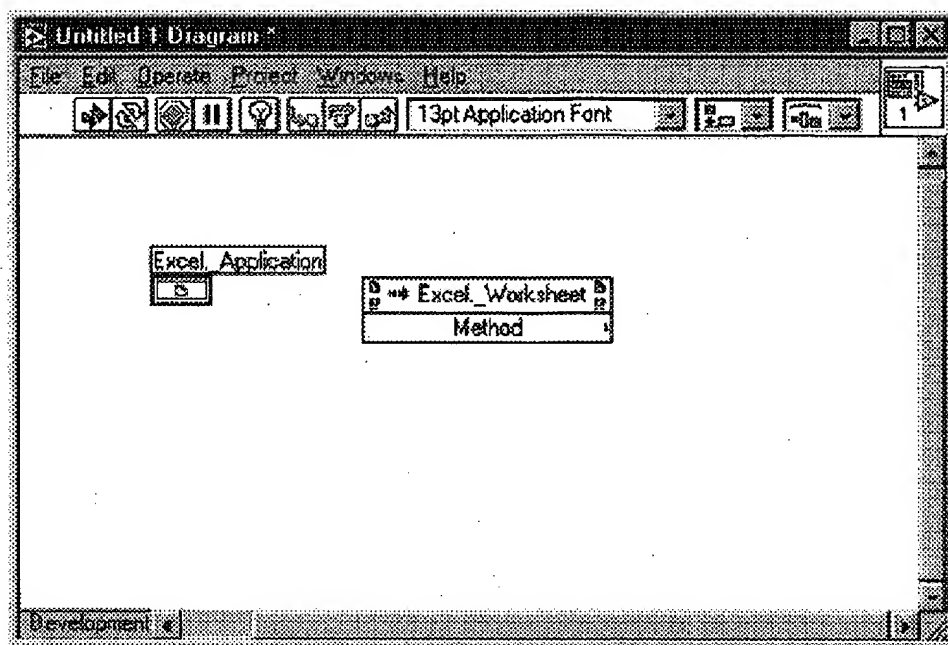 Untitled 1 Diagram *
File Edit Operate Project Windows Help
13pt Application Font
1
Excel._Application
Excel._Worksheet
Method
Development